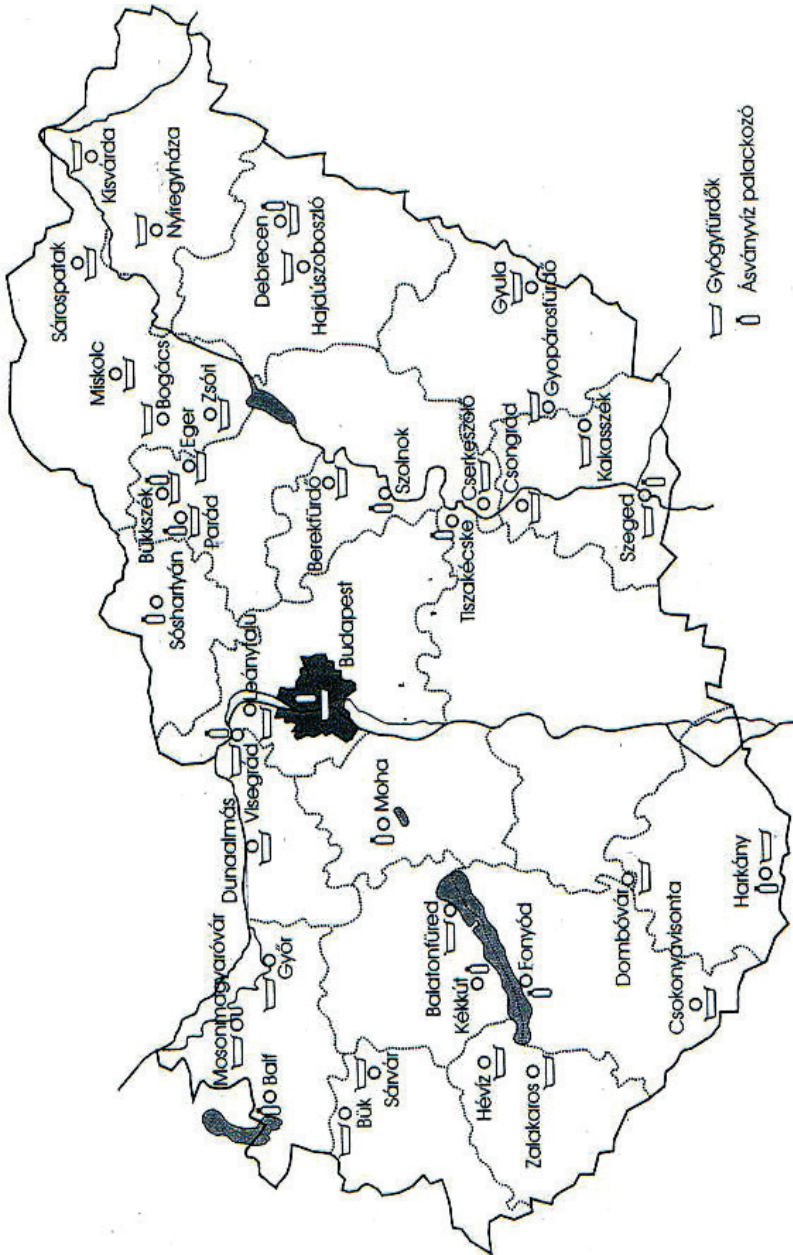 Kisvárda
Nyíregyháza
Sárospatak
Debrecen
Hajdúszoboszló
Miskolc
Bogács
Zsóri
Eger
Bükkszék
Parád
Sóshartyán
Berekfürdő
Szolnok
Cserkeszőlő
Tiszakécske
Csongrád
Gyula
Gyopárosfürdő
Kakasszék
Szeged
Leányfalu
Budapest
Visegrád
Dunaalmás
Moha
Mosonmagyaróvár
Győr
Balf
Bük
Sárvár
Balatonfüred
Kékkút
Fonyód
Hévíz
Zalakaros
Dombóvár
Csokonyavisonta
Harkány
Gyógyfürdők
Ásványvíz palackozó